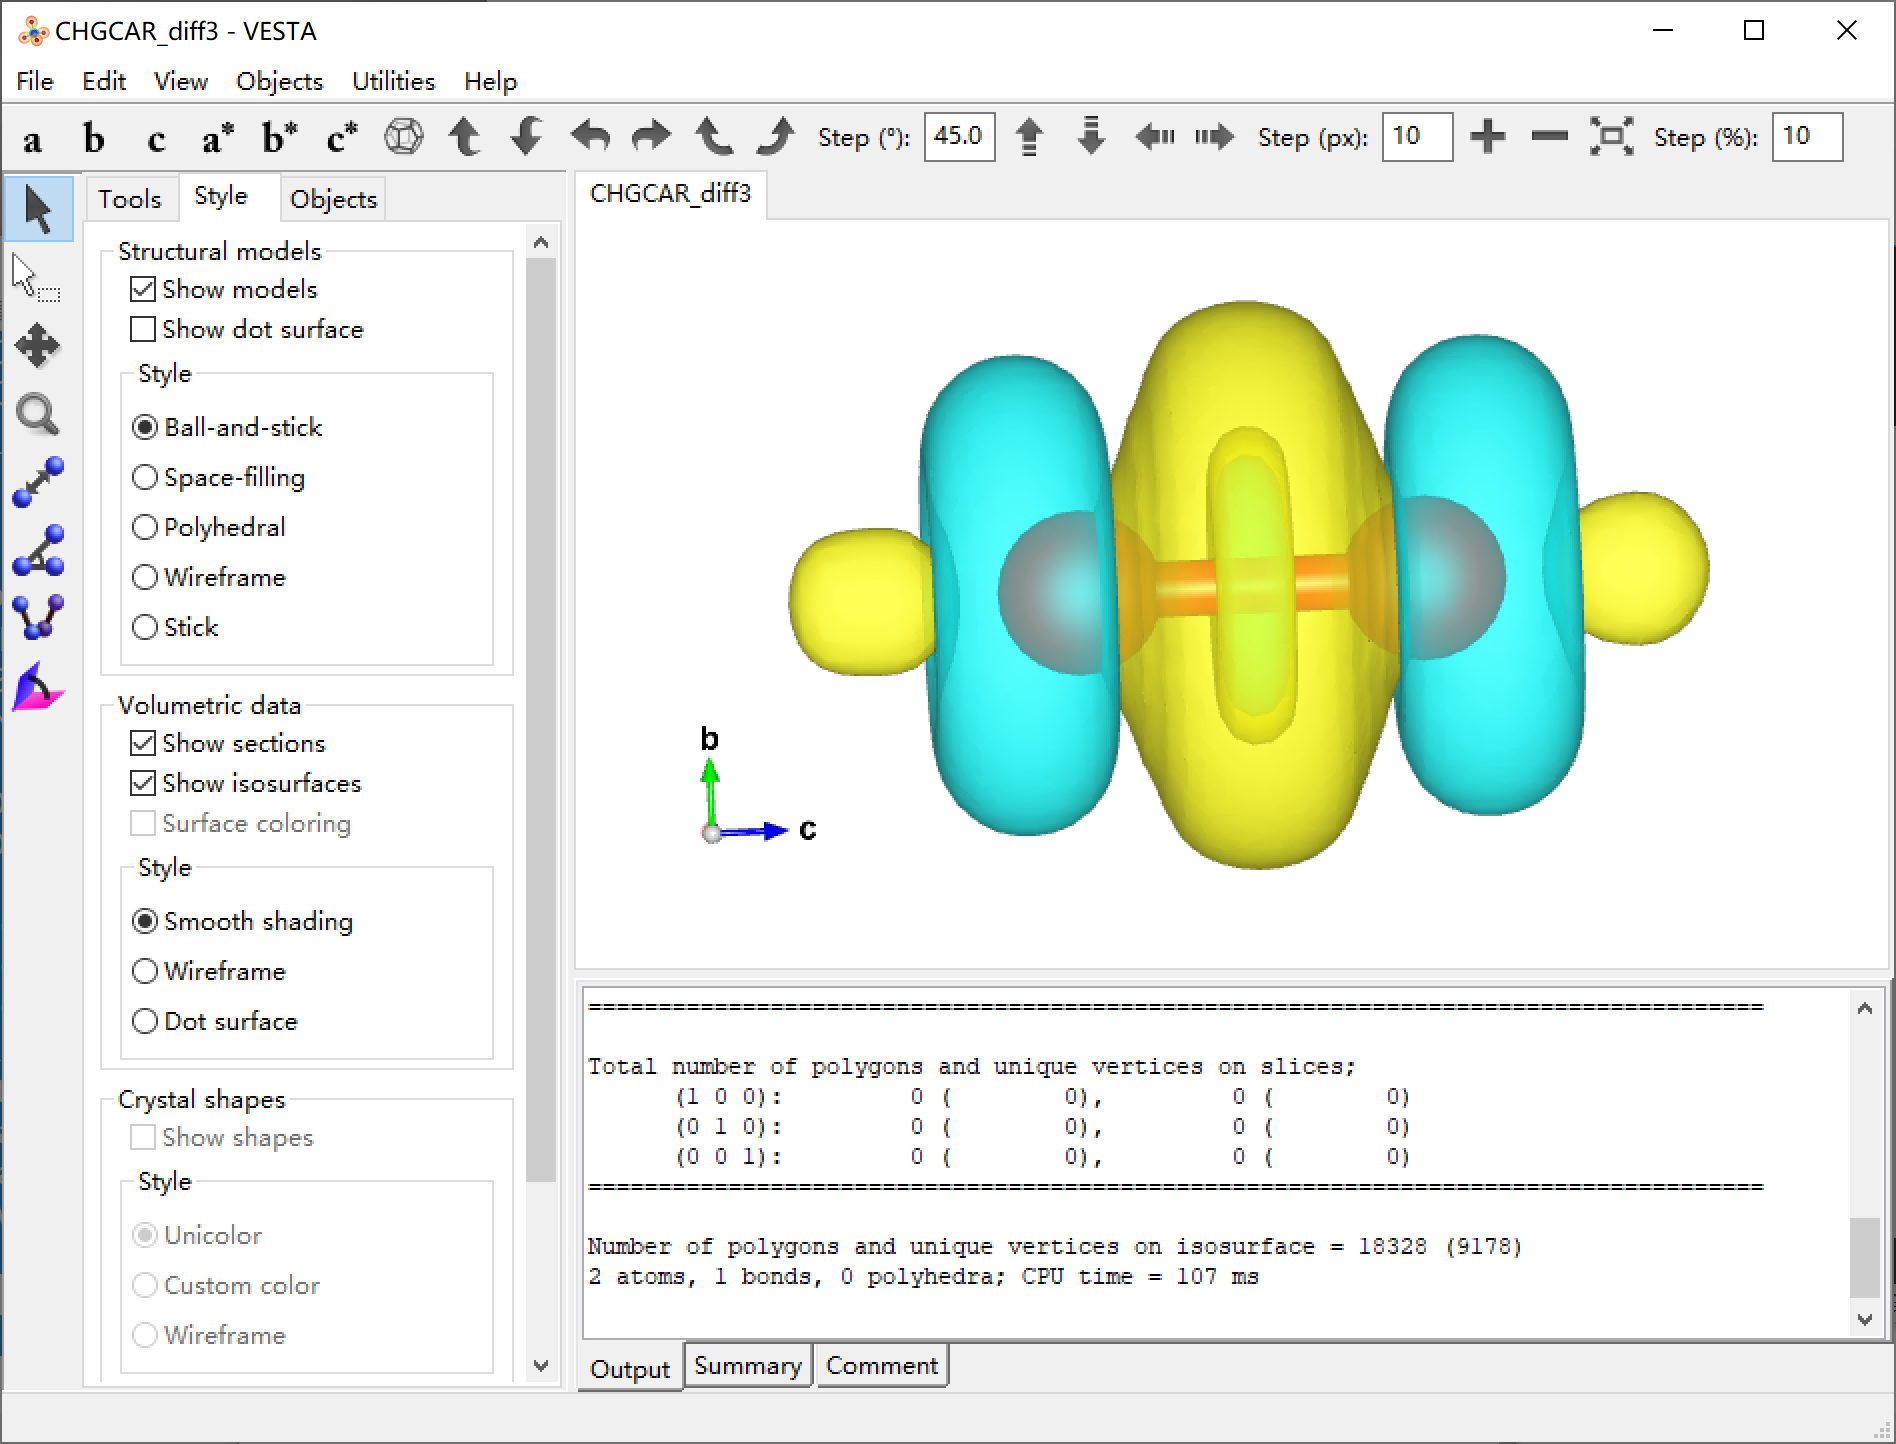 CHGCAR_diff3 - VESTA
File Edit View Objects Utilities Help
a b c a* b* c* Step (°): 45.0 Step (px): 10 Step (%): 10
Tools Style Objects
CHGCAR_diff3
Structural models
Show models
Show dot surface
Style
Ball-and-stick
Space-filling
Polyhedral
Wireframe
Stick
Volumetric data
Show sections
Show isosurfaces
Surface coloring
Style
Smooth shading
Wireframe
Dot surface
Crystal shapes
Show shapes
Style
Unicolor
Custom color
Wireframe
b
c
Total number of polygons and unique vertices on slices;
(1 0 0): 0 ( 0), 0 ( 0)
(0 1 0): 0 ( 0), 0 ( 0)
(0 0 1): 0 ( 0), 0 ( 0)
Number of polygons and unique vertices on isosurface = 18328 (9178)
2 atoms, 1 bonds, 0 polyhedra; CPU time = 107 ms
Output Summary Comment